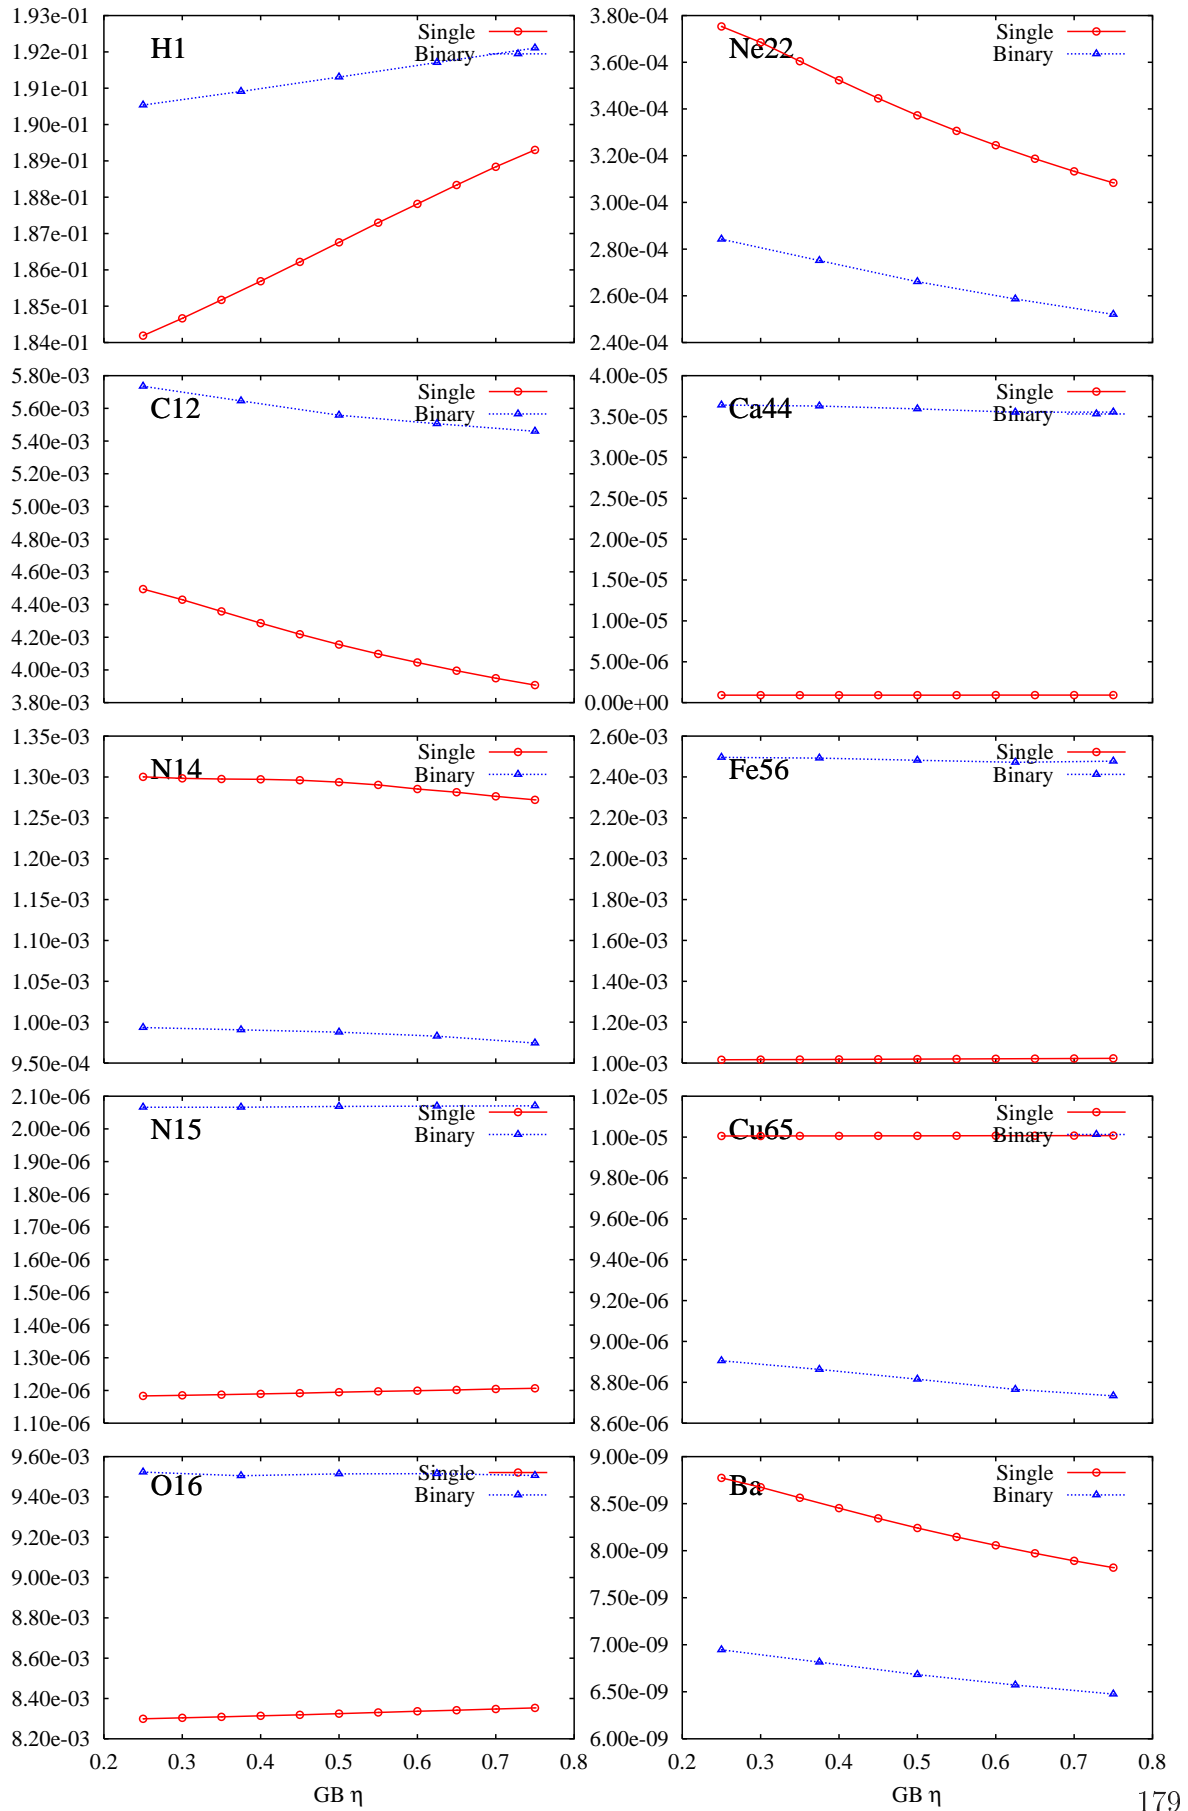 H1
Single
Binary
1.93e-01
1.92e-01
1.91e-01
1.90e-01
1.89e-01
1.88e-01
1.87e-01
1.86e-01
1.85e-01
1.84e-01
Ne22
Single
Binary
3.80e-04
3.60e-04
3.40e-04
3.20e-04
3.00e-04
2.80e-04
2.60e-04
2.40e-04
C12
Single
Binary
5.80e-03
5.60e-03
5.40e-03
5.20e-03
5.00e-03
4.80e-03
4.60e-03
4.40e-03
4.20e-03
4.00e-03
3.80e-03
Ca44
Single
Binary
4.00e-05
3.50e-05
3.00e-05
2.50e-05
2.00e-05
1.50e-05
1.00e-05
5.00e-06
0.00e+00
N14
Single
Binary
1.35e-03
1.30e-03
1.25e-03
1.20e-03
1.15e-03
1.10e-03
1.05e-03
1.00e-03
9.50e-04
Fe56
Single
Binary
2.60e-03
2.40e-03
2.20e-03
2.00e-03
1.80e-03
1.60e-03
1.40e-03
1.20e-03
1.00e-03
N15
Single
Binary
2.10e-06
2.00e-06
1.90e-06
1.80e-06
1.70e-06
1.60e-06
1.50e-06
1.40e-06
1.30e-06
1.20e-06
1.10e-06
Cu65
Single
Binary
1.02e-05
1.00e-05
9.80e-06
9.60e-06
9.40e-06
9.20e-06
9.00e-06
8.80e-06
8.60e-06
O16
Single
Binary
9.60e-03
9.40e-03
9.20e-03
9.00e-03
8.80e-03
8.60e-03
8.40e-03
8.20e-03
0.2 0.3 0.4 0.5 0.6 0.7 0.8
GB η
Ba
Single
Binary
9.00e-09
8.50e-09
8.00e-09
7.50e-09
7.00e-09
6.50e-09
6.00e-09
0.2 0.3 0.4 0.5 0.6 0.7 0.8
GB η
179